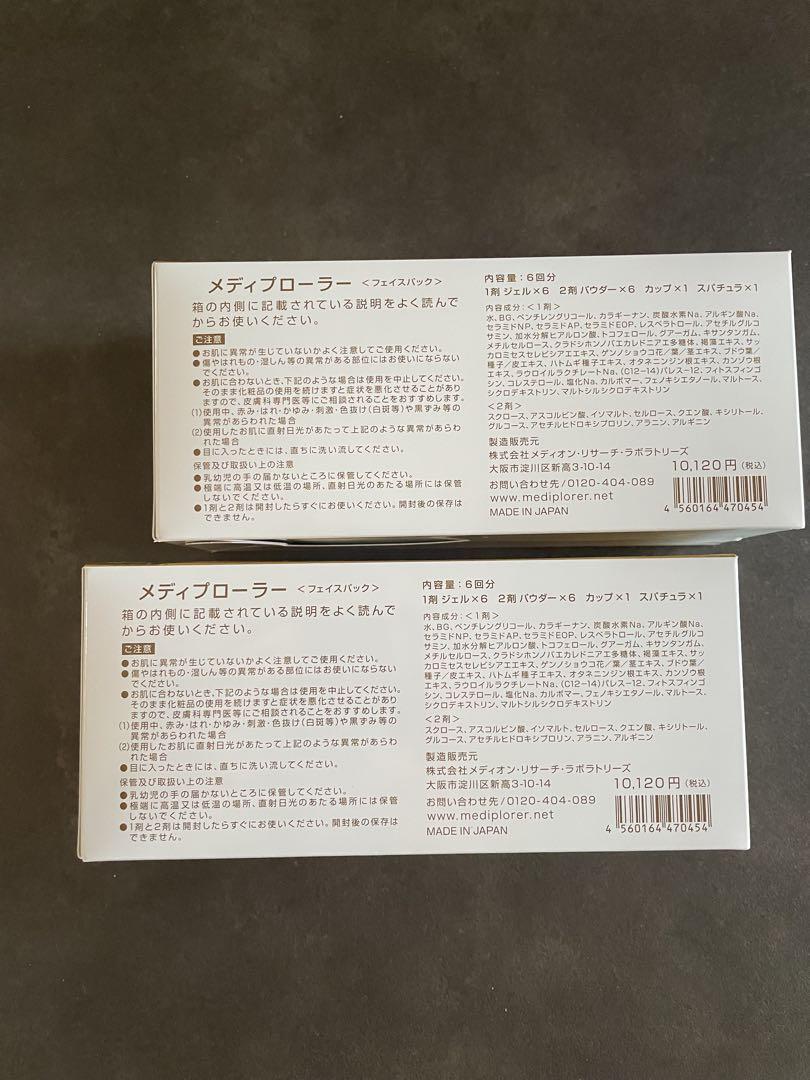 メディプローラー <フェイスパック>
箱の内側に記載されている説明をよく読んで
からお使いください。
ご注意
●お肌に異常が生じていないかよく注意してご使用ください。
●傷やはれもの・湿しん等の異常がある部位にはお使いにならない
でください。
●お肌に合わないとき、下記のような場合は使用を中止してください。
そのまま化粧品の使用を続けますと症状を悪化させることがあり
ますので、皮膚科専門医等にご相談されることをおすすめします。
(1)使用中、赤み・はれ・かゆみ・刺激・色抜け(白斑等)や黒ずみ等の
異常があらわれた場合
(2)使用したお肌に直射日光があたって上記のような異常があらわ
れた場合
●目に入ったときには、直ちに洗い流してください。
保管及び取扱い上の注意
●乳幼児の手の届かないところに保管してください。
●極端に高温又は低温の場所、直射日光のあたる場所には保管
しないでください。
●1剤と2剤は開封したらすぐにお使いください。開封後の保存は
できません。
内容量：6回分
1剤 ジェル×6 2剤 パウダー×6 カップ×1 スパチュラ×1
内容成分：<1剤>
水、BG、ペンチレングリコール、カラギーナン、炭酸水素Na、アルギン酸Na、
セラミドNP、セラミドAP、セラミドEOP、レスベラトロール、アセチルグルコ
サミン、加水分解ヒアルロン酸、トコフェロール、グアーガム、キサンタンガム、
メチルセルロース、クラドシホンノバエカレドニアエ多糖体、褐藻エキス、サッ
カロミセスセレビシアエエキス、ゲンノショウコ花/葉/茎エキス、ブドウ葉/
種子/皮エキス、ハトムギ種子エキス、オタネニンジン根エキス、カンゾウ根
エキス、ラウロイルラクチレートNa、(C12-14)パレス-12、フィトスフィンゴ
シン、コレステロール、塩化Na、カルボマー、フェノキシエタノール、マルトース、
シクロデキストリン、マルトシルシクロデキストリン
<2剤>
スクロース、アスコルビン酸、イソマルト、セルロース、クエン酸、キシリトール、
グルコース、アセチルヒドロキシプロリン、アラニン、アルギニン
製造販売元
株式会社メディオン・リサーチ・ラボラトリーズ
大阪市淀川区新高3-10-14 10,120円(税込)
お問い合わせ先/0120-404-089
www.mediplorer.net
MADE IN JAPAN
4 560164 470454
メディプローラー <フェイスパック>
箱の内側に記載されている説明をよく読んで
からお使いください。
ご注意
●お肌に異常が生じていないかよく注意してご使用ください。
●傷やはれもの・湿しん等の異常がある部位にはお使いにならない
でください。
●お肌に合わないとき、下記のような場合は使用を中止してください。
そのまま化粧品の使用を続けますと症状を悪化させることがあり
ますので、皮膚科専門医等にご相談されることをおすすめします。
(1)使用中、赤み・はれ・かゆみ・刺激・色抜け(白斑等)や黒ずみ等の
異常があらわれた場合
(2)使用したお肌に直射日光があたって上記のような異常があらわ
れた場合
●目に入ったときには、直ちに洗い流してください。
保管及び取扱い上の注意
●乳幼児の手の届かないところに保管してください。
●極端に高温又は低温の場所、直射日光のあたる場所には保管
しないでください。
●1剤と2剤は開封したらすぐにお使いください。開封後の保存は
できません。
内容量：6回分
1剤 ジェル×6 2剤 パウダー×6 カップ×1 スパチュラ×1
内容成分：<1剤>
水、BG、ペンチレングリコール、カラギーナン、炭酸水素Na、アルギン酸Na、
セラミドNP、セラミドAP、セラミドEOP、レスベラトロール、アセチルグルコ
サミン、加水分解ヒアルロン酸、トコフェロール、グアーガム、キサンタンガム、
メチルセルロース、クラドシホンノバエカレドニアエ多糖体、褐藻エキス、サッ
カロミセスセレビシアエエキス、ゲンノショウコ花/葉/茎エキス、ブドウ葉/
種子/皮エキス、ハトムギ種子エキス、オタネニンジン根エキス、カンゾウ根
エキス、ラウロイルラクチレートNa、(C12-14)パレス-12、フィトスフィンゴ
シン、コレステロール、塩化Na、カルボマー、フェノキシエタノール、マルトース、
シクロデキストリン、マルトシルシクロデキストリン
<2剤>
スクロース、アスコルビン酸、イソマルト、セルロース、クエン酸、キシリトール、
グルコース、アセチルヒドロキシプロリン、アラニン、アルギニン
製造販売元
株式会社メディオン・リサーチ・ラボラトリーズ
大阪市淀川区新高3-10-14 10,120円(税込)
お問い合わせ先/0120-404-089
www.mediplorer.net
MADE IN JAPAN
4 560164 470454